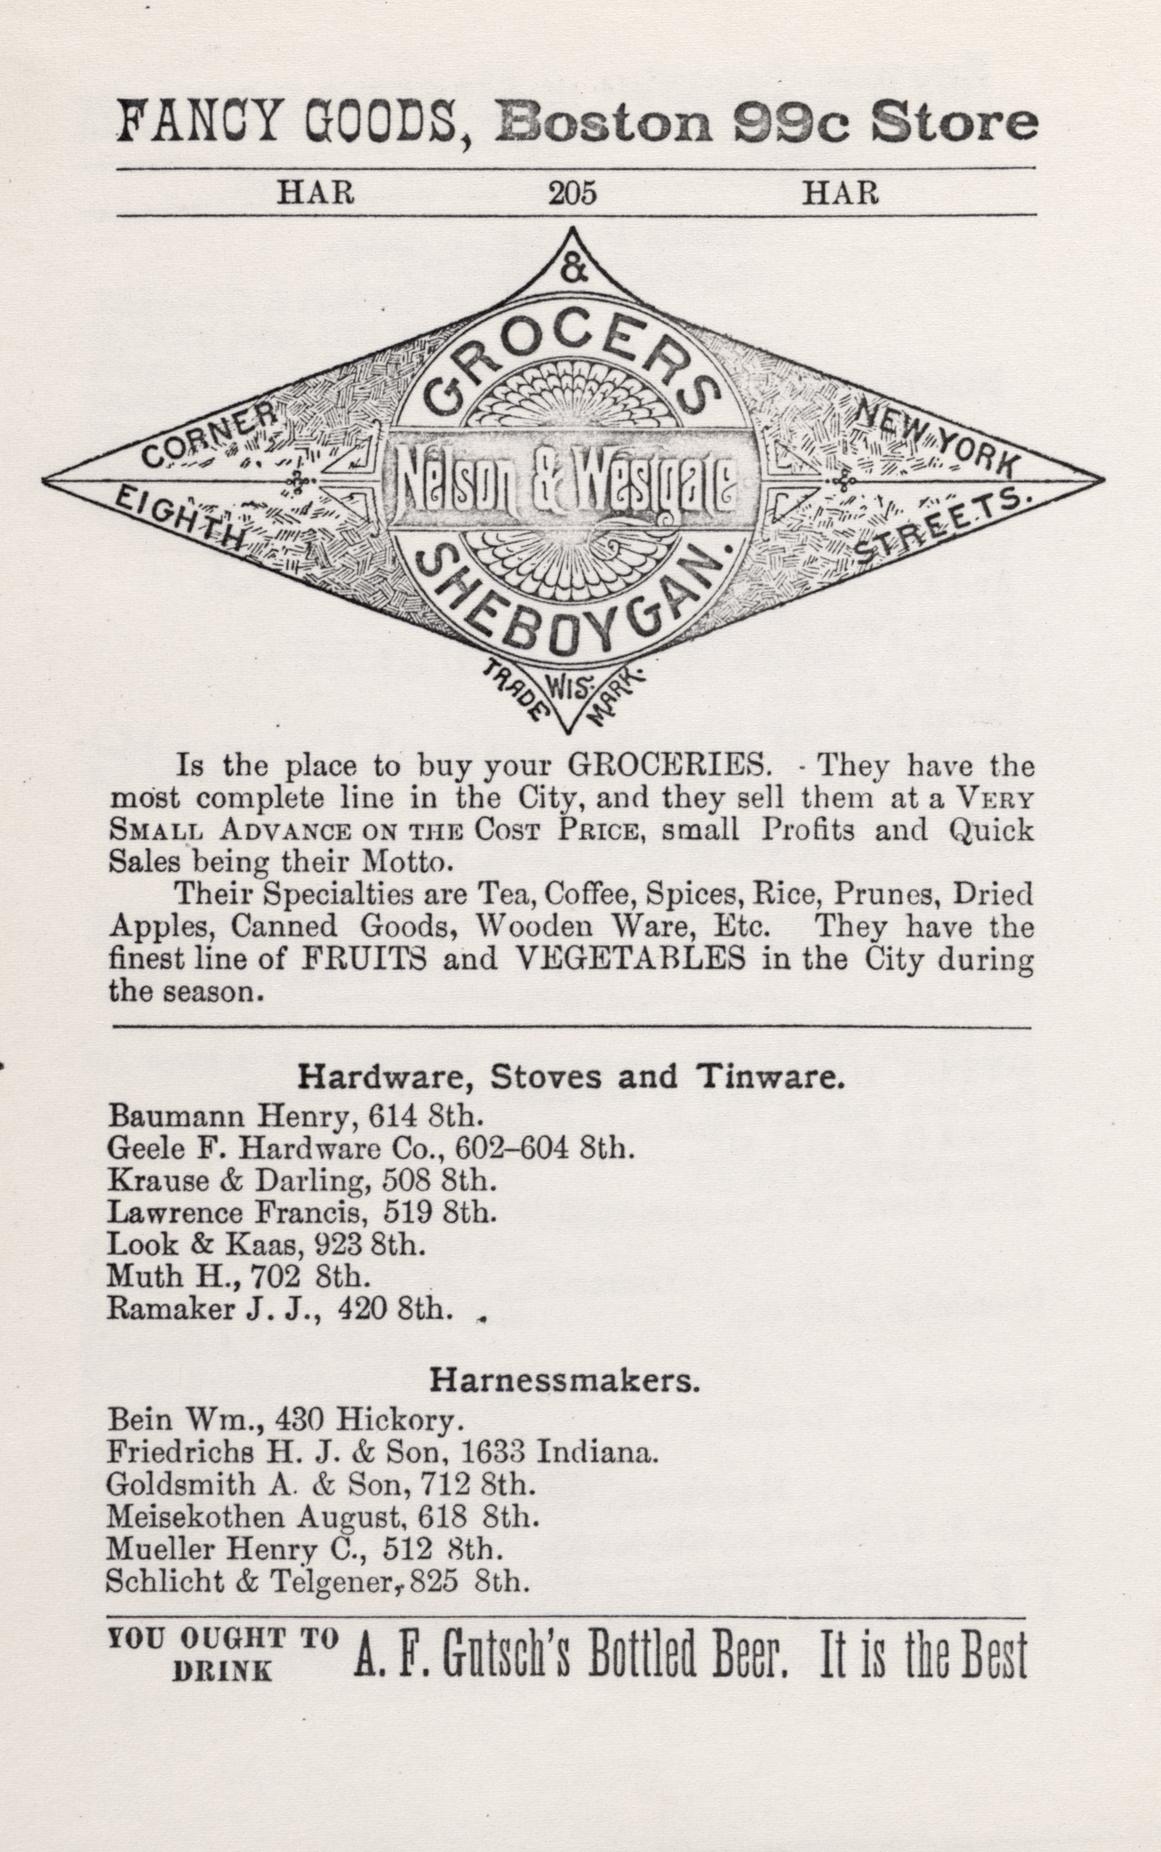 FANCY GOODS, Boston 99c Store
HAR 205 HAR
&
GROCERS
CORNER
NEW YORK
Nelson & Westgate
EIGHTH
STREETS.
SHEBOYGAN.
WIS.
TRADE MARK.
Is the place to buy your GROCERIES. - They have the
most complete line in the City, and they sell them at a VERY
SMALL ADVANCE ON THE COST PRICE, small Profits and Quick
Sales being their Motto.
Their Specialties are Tea, Coffee, Spices, Rice, Prunes, Dried
Apples, Canned Goods, Wooden Ware, Etc. They have the
finest line of FRUITS and VEGETABLES in the City during
the season.
Hardware, Stoves and Tinware.
Baumann Henry, 614 8th.
Geele F. Hardware Co., 602–604 8th.
Krause & Darling, 508 8th.
Lawrence Francis, 519 8th.
Look & Kaas, 923 8th.
Muth H., 702 8th.
Ramaker J. J., 420 8th.
Harnessmakers.
Bein Wm., 430 Hickory.
Friedrichs H. J. & Son, 1633 Indiana.
Goldsmith A. & Son, 712 8th.
Meisekothen August, 618 8th.
Mueller Henry C., 512 8th.
Schlicht & Telgener, 825 8th.
YOU OUGHT TO
DRINK
A. F. Gutsch's Bottled Beer. It is the Best